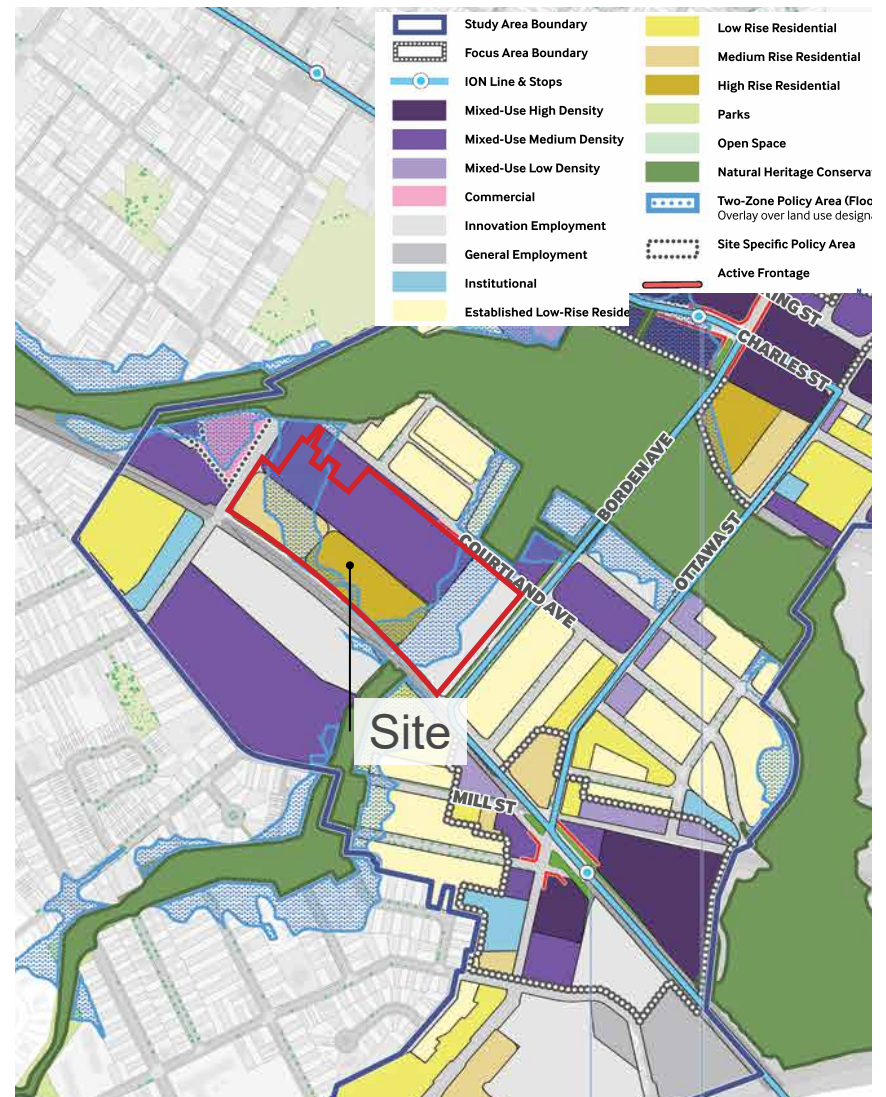 Study Area Boundary
Focus Area Boundary
ION Line & Stops
Mixed-Use High Density
Mixed-Use Medium Density
Mixed-Use Low Density
Commercial
Innovation Employment
General Employment
Institutional
Established Low-Rise Reside
Low Rise Residential
Medium Rise Residential
High Rise Residential
Parks
Open Space
Natural Heritage Conserva
Two-Zone Policy Area (Floo
Overlay over land use designa
Site Specific Policy Area
Active Frontage
N
KING ST
CHARLES ST
BORDEN AVE
OTTAWA ST
COURTLAND AVE
Site
MILL ST